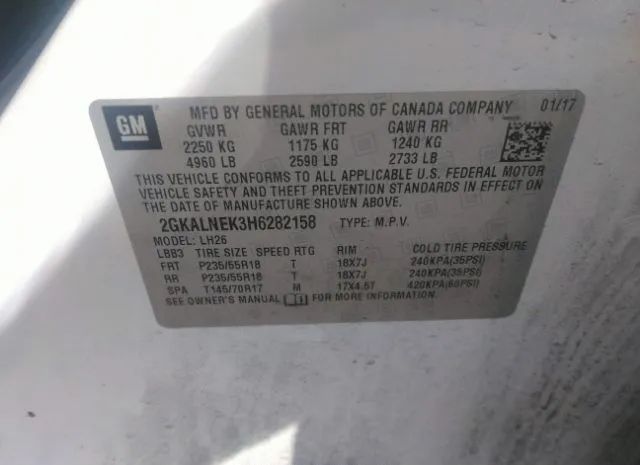 GM
MFD BY GENERAL MOTORS OF CANADA COMPANY 01/17
GVWR GAWR FRT GAWR RR
2250 KG 1175 KG 1240 KG
4960 LB 2590 LB 2733 LB
THIS VEHICLE CONFORMS TO ALL APPLICABLE U.S. FEDERAL MOTOR
VEHICLE SAFETY AND THEFT PREVENTION STANDARDS IN EFFECT ON
THE DATE OF MANUFACTURE SHOWN ABOVE.
2GKALNEK3H6282158 TYPE: M.P.V.
MODEL: LH26
LBB3 TIRE SIZE SPEED RTG RIM COLD TIRE PRESSURE
FRT P235/55R18 T 18X7J 240KPA(35PSI)
RR P235/55R18 T 18X7J 240KPA(35PSI)
SPA T145/70R17 M 17X4.5T 420KPA(60PSI)
SEE OWNER'S MANUAL FOR MORE INFORMATION.